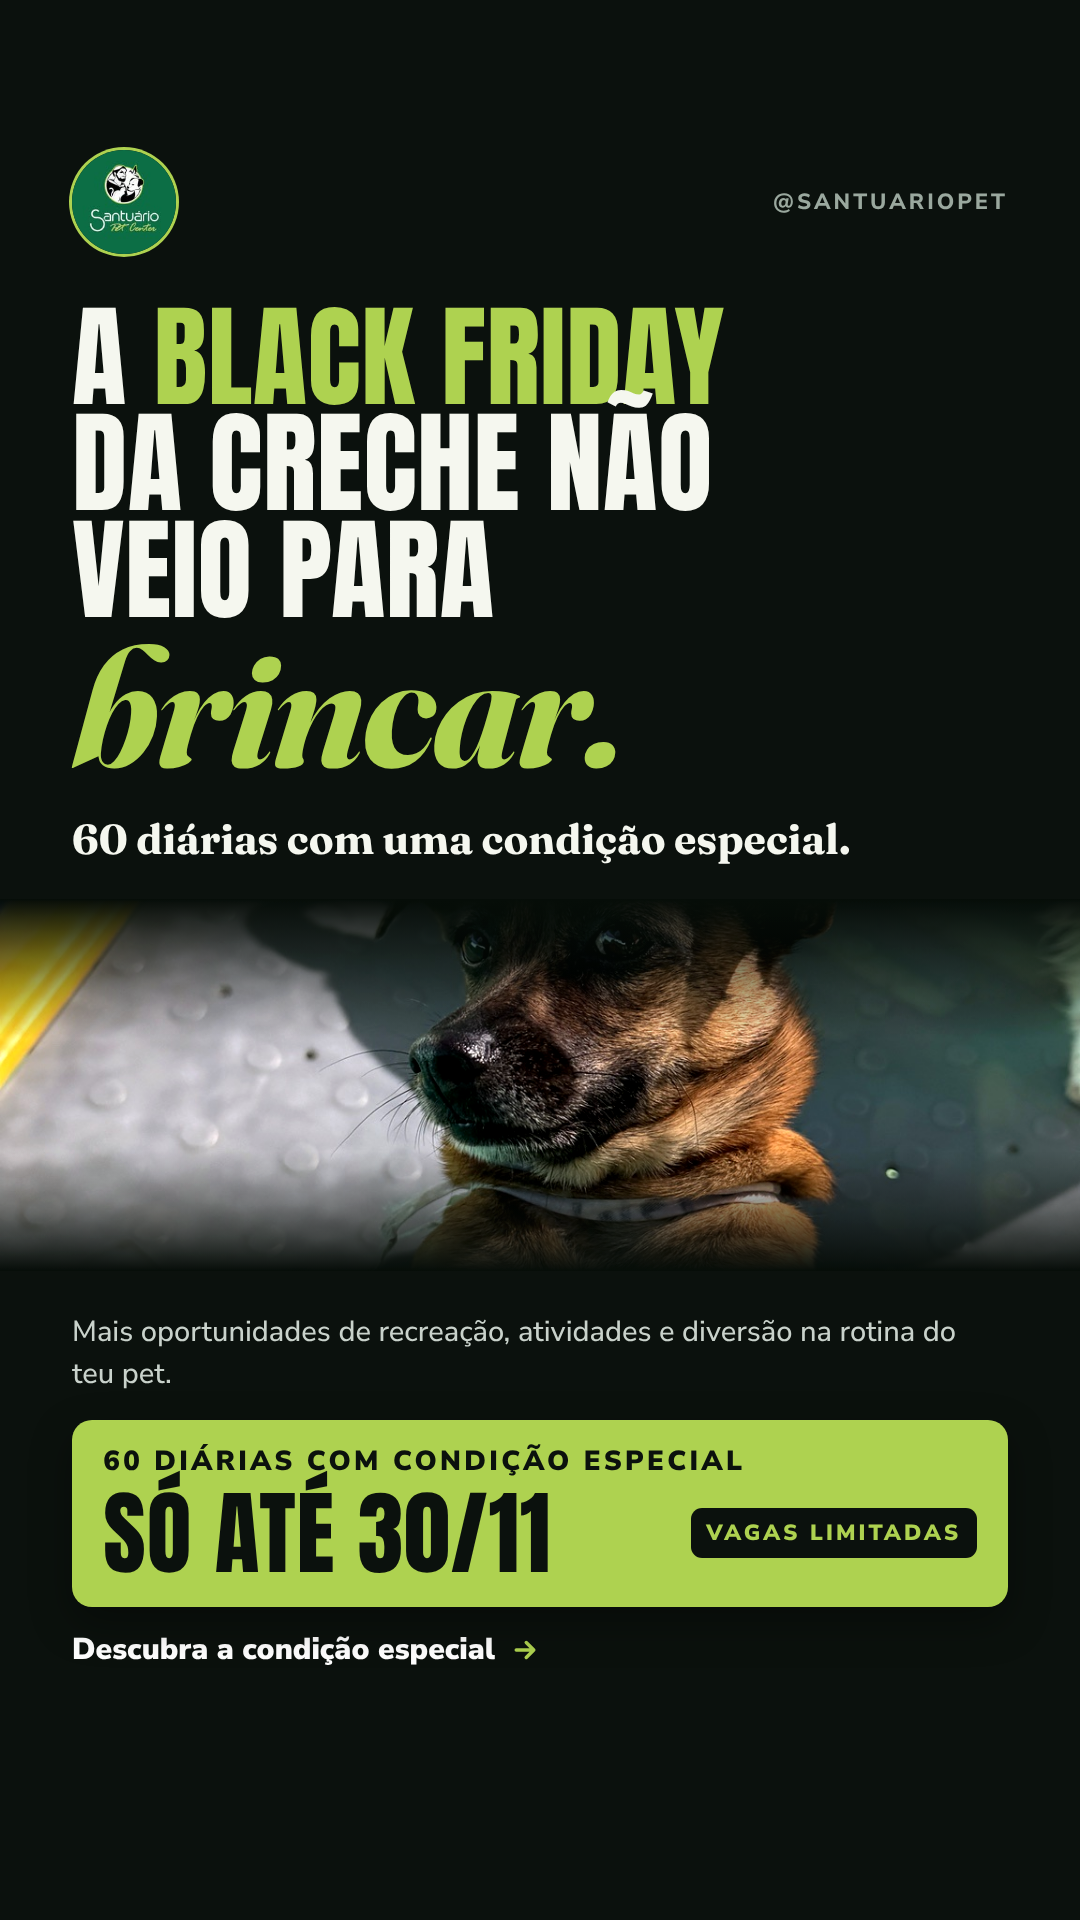 Santuário
Pet Center
@SANTUARIOPET
A BLACK FRIDAY
DA CRECHE NÃO
VEIO PARA
brincar.
60 diárias com uma condição especial.
Mais oportunidades de recreação, atividades e diversão na rotina do
teu pet.
60 DIÁRIAS COM CONDIÇÃO ESPECIAL
SÓ ATÉ 30/11
VAGAS LIMITADAS
Descubra a condição especial →